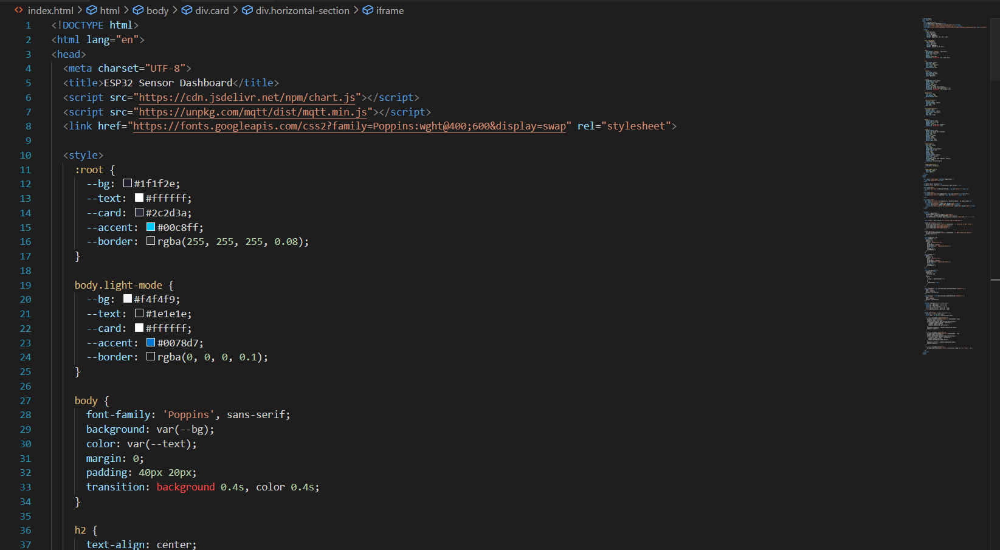 index.html > html > body > div.card > div.horizontal-section > iframe
1 <!DOCTYPE html>
2 <html lang="en">
3 <head>
4 <meta charset="UTF-8">
5 <title>ESP32 Sensor Dashboard</title>
6 <script src="https://cdn.jsdelivr.net/npm/chart.js"></script>
7 <script src="https://unpkg.com/mqtt/dist/mqtt.min.js"></script>
8 <link href="https://fonts.googleapis.com/css2?family=Poppins:wght@400;600&display=swap" rel="stylesheet">
9
10 <style>
11 :root {
12 --bg: #1f1f2e;
13 --text: #ffffff;
14 --card: #2c2d3a;
15 --accent: #00c8ff;
16 --border: rgba(255, 255, 255, 0.08);
17 }
18
19 body.light-mode {
20 --bg: #f4f4f9;
21 --text: #1e1e1e;
22 --card: #ffffff;
23 --accent: #0078d7;
24 --border: rgba(0, 0, 0, 0.1);
25 }
26
27 body {
28 font-family: 'Poppins', sans-serif;
29 background: var(--bg);
30 color: var(--text);
31 margin: 0;
32 padding: 40px 20px;
33 transition: background 0.4s, color 0.4s;
34 }
35
36 h2 {
37 text-align: center;